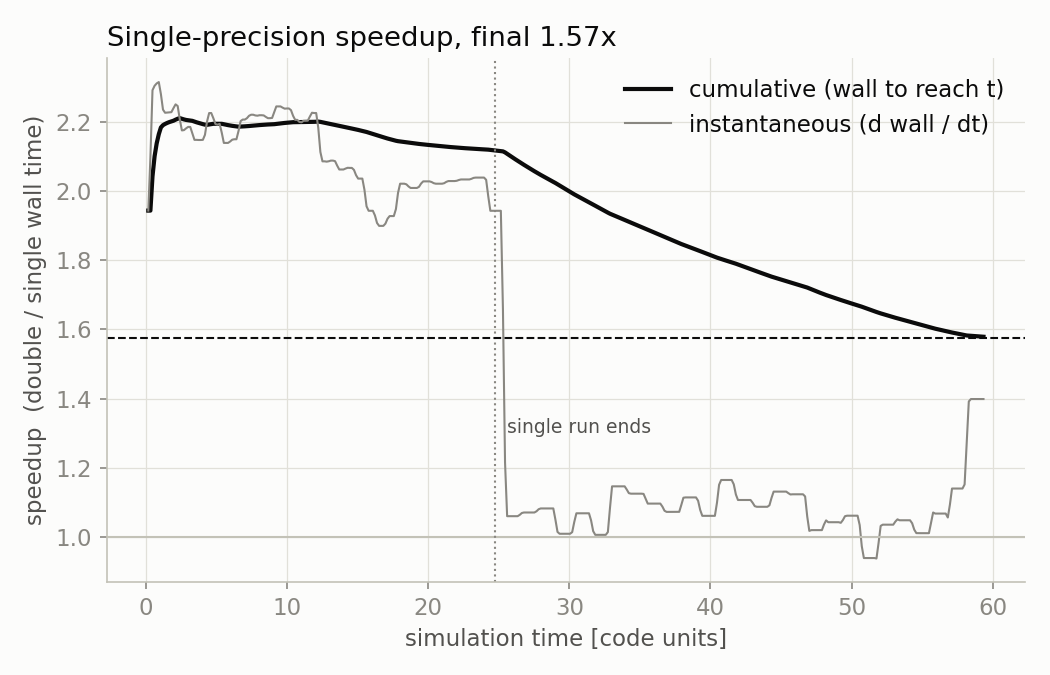 Single-precision speedup, final 1.57x
cumulative (wall to reach t)
instantaneous (d wall / dt)
speedup  (double / single wall time)
2.2
2.0
1.8
1.6
1.4
1.2
1.0
single run ends
0
10
20
30
40
50
60
simulation time [code units]